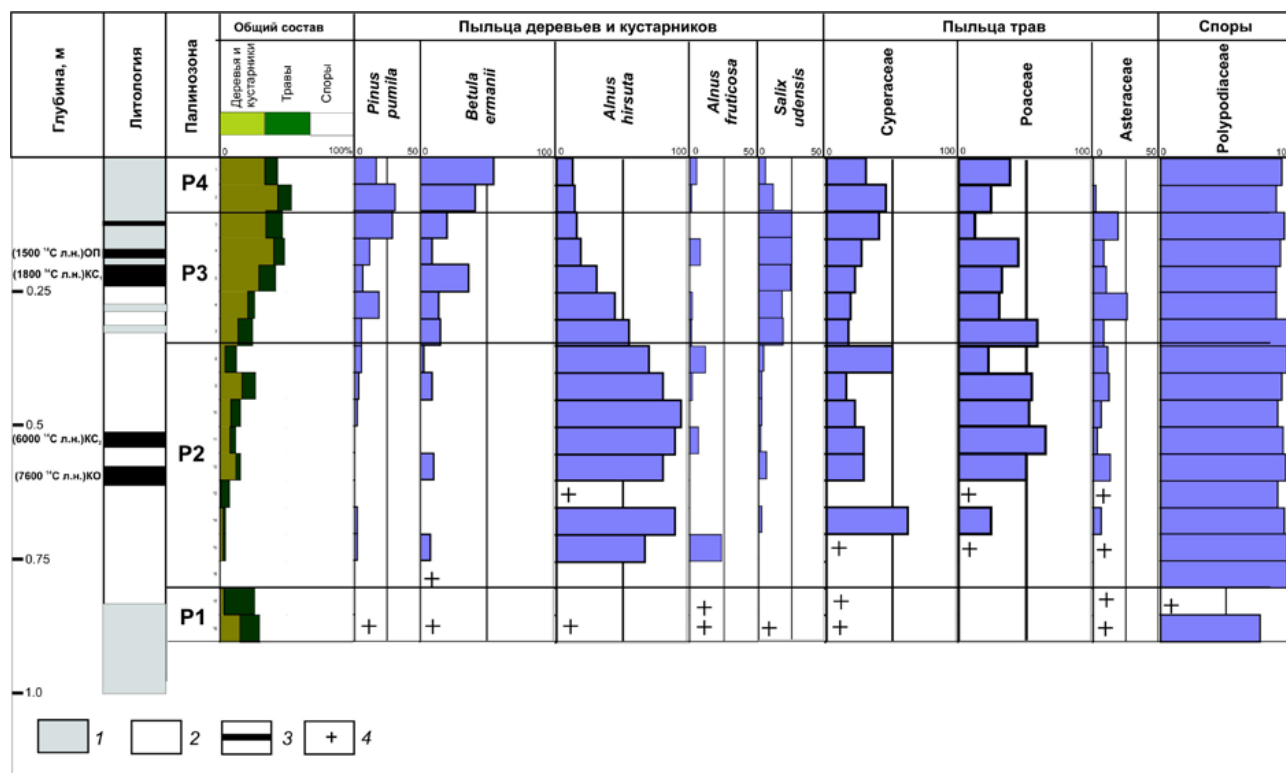 Глубина, м
Литология
Палинозона
Общий состав
Деревья и
кустарники
Травы
Споры
0 100%
Пыльца деревьев и кустарников
Pinus
pumila
0 50
Betula
ermanii
100
Alnus
hirsuta
0 100
Alnus
fruticosa
0 50
Salix
udensis
0 50
Пыльца трав
Cyperaceae
0 100
Poaceae
0 100
Asteraceae
0 50
Споры
Polypodiaceae
0
P4
P3
P2
P1
(1500 ¹⁴C л.н.)ОП
(1800 ¹⁴C л.н.)КС₁
0.25
0.5
(6000 ¹⁴C л.н.)КС₂
(7600 ¹⁴C л.н.)КО
0.75
1.0
1 2 3 4